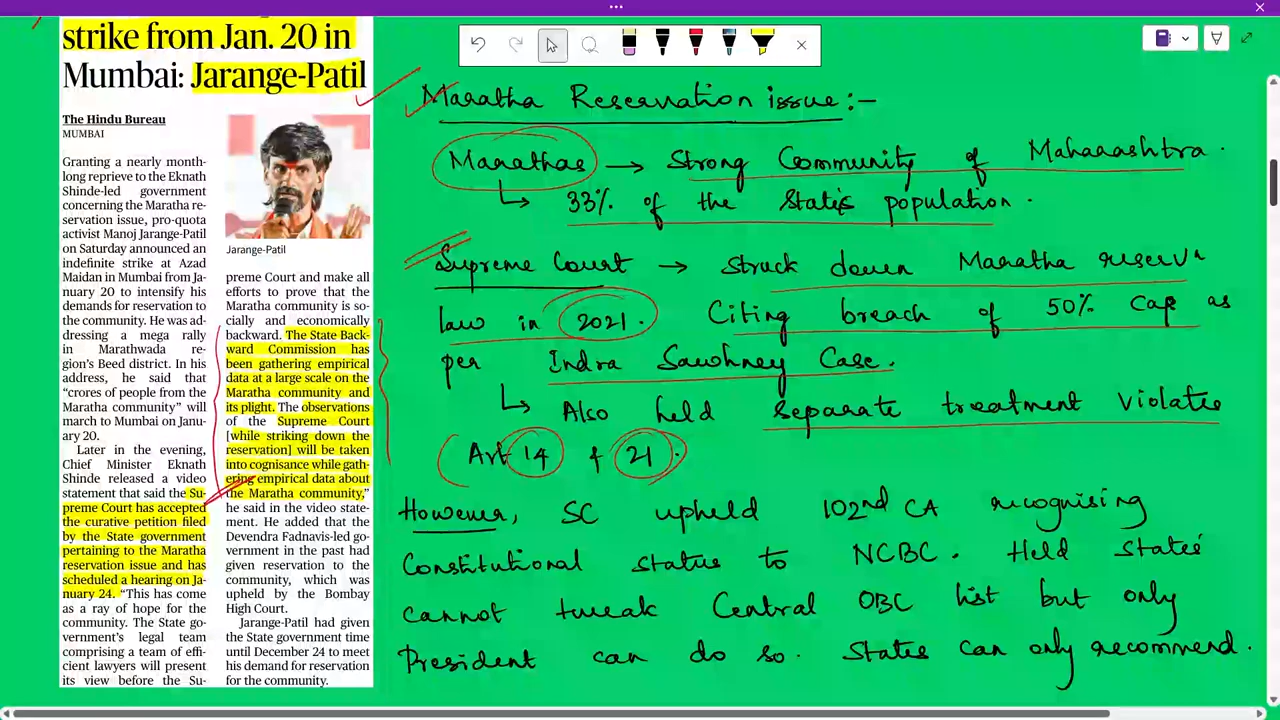 strike from Jan. 20 in
Mumbai: Jarange-Patil
The Hindu Bureau
MUMBAI
Granting a nearly month-
long reprieve to the Eknath
Shinde-led government
concerning the Maratha re-
servation issue, pro-quota
activist Manoj Jarange-Patil
on Saturday announced an
indefinite strike at Azad
Maidan in Mumbai from Ja-
nuary 20 to intensify his
demands for reservation to
the community. He was ad-
dressing a mega rally
in Marathwada re-
gion's Beed district. In his
address, he said that
“crores of people from the
Maratha community” will
march to Mumbai on Janu-
ary 20.
Later in the evening,
Chief Minister Eknath
Shinde released a video
statement that said the Su-
preme Court has accepted
the curative petition filed
by the State government
pertaining to the Maratha
reservation issue and has
scheduled a hearing on Ja-
nuary 24. “This has come
as a ray of hope for the
community. The State go-
vernment's legal team
comprising a team of effi-
cient lawyers will present
its view before the Su-
Jarange-Patil
preme Court and make all
efforts to prove that the
Maratha community is so-
cially and economically
backward. The State Back-
ward Commission has
been gathering empirical
data at a large scale on the
Maratha community and
its plight. The observations
of the Supreme Court
[while striking down the
reservation] will be taken
into cognisance while gath-
ering empirical data about
the Maratha community,”
he said in the video state-
ment. He added that the
Devendra Fadnavis-led go-
vernment in the past had
given reservation to the
community, which was
upheld by the Bombay
High Court.
Jarange-Patil had given
the State government time
until December 24 to meet
his demand for reservation
for the community.
Maratha Reservation issue:-
Marathas → Strong Community of Maharashtra.
↳ 33% of the State's population.
Supreme Court → Struck down Maratha reserv
law in 2021. Citing breach of 50% cap as
per Indra Sawhney Case.
↳ Also held separate treatment violates
(Art 14 & 21).
However, SC upheld 102nd CA recognising
Constitutional status to NCBC. Held States
cannot tweak Central OBC list but only
President can do so. States can only recommend.